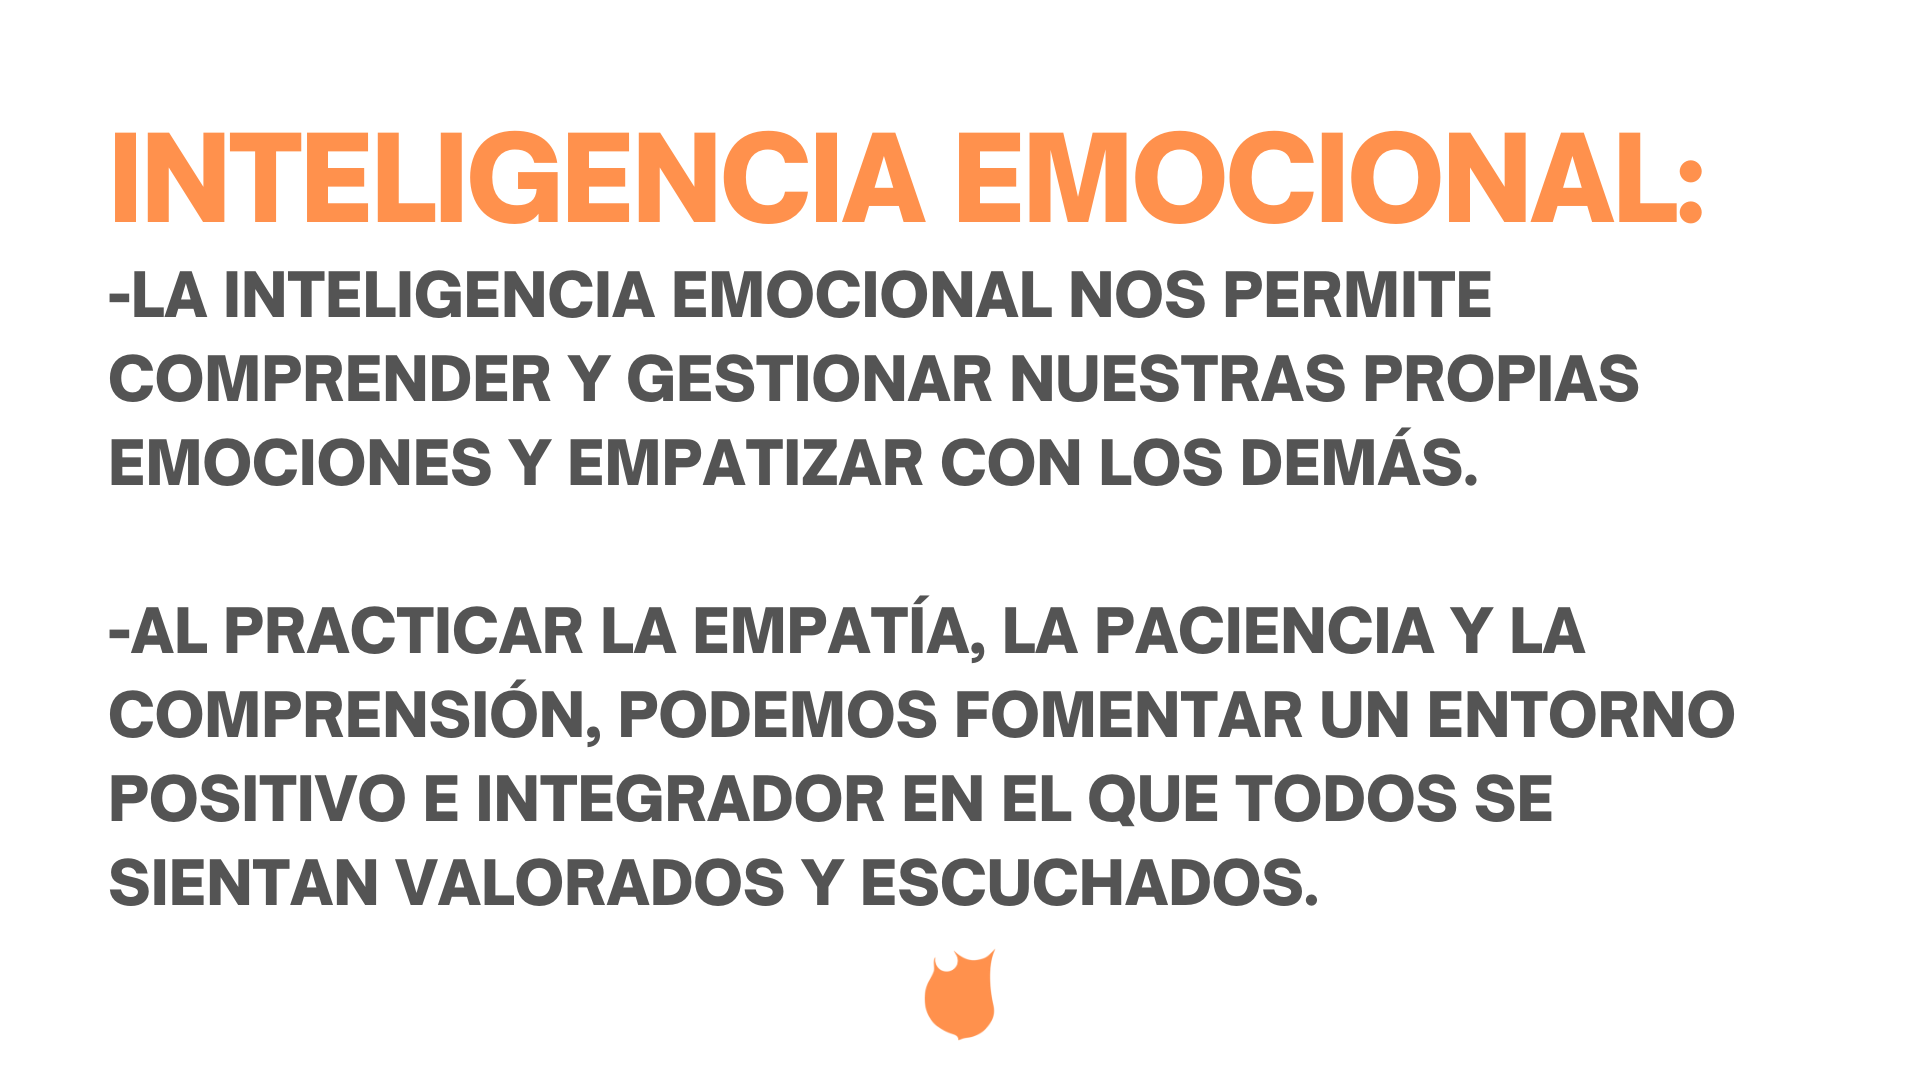 INTELIGENCIA EMOCIONAL:
-LA INTELIGENCIA EMOCIONAL NOS PERMITE
COMPRENDER Y GESTIONAR NUESTRAS PROPIAS
EMOCIONES Y EMPATIZAR CON LOS DEMÁS.
-AL PRACTICAR LA EMPATÍA, LA PACIENCIA Y LA
COMPRENSIÓN, PODEMOS FOMENTAR UN ENTORNO
POSITIVO E INTEGRADOR EN EL QUE TODOS SE
SIENTAN VALORADOS Y ESCUCHADOS.